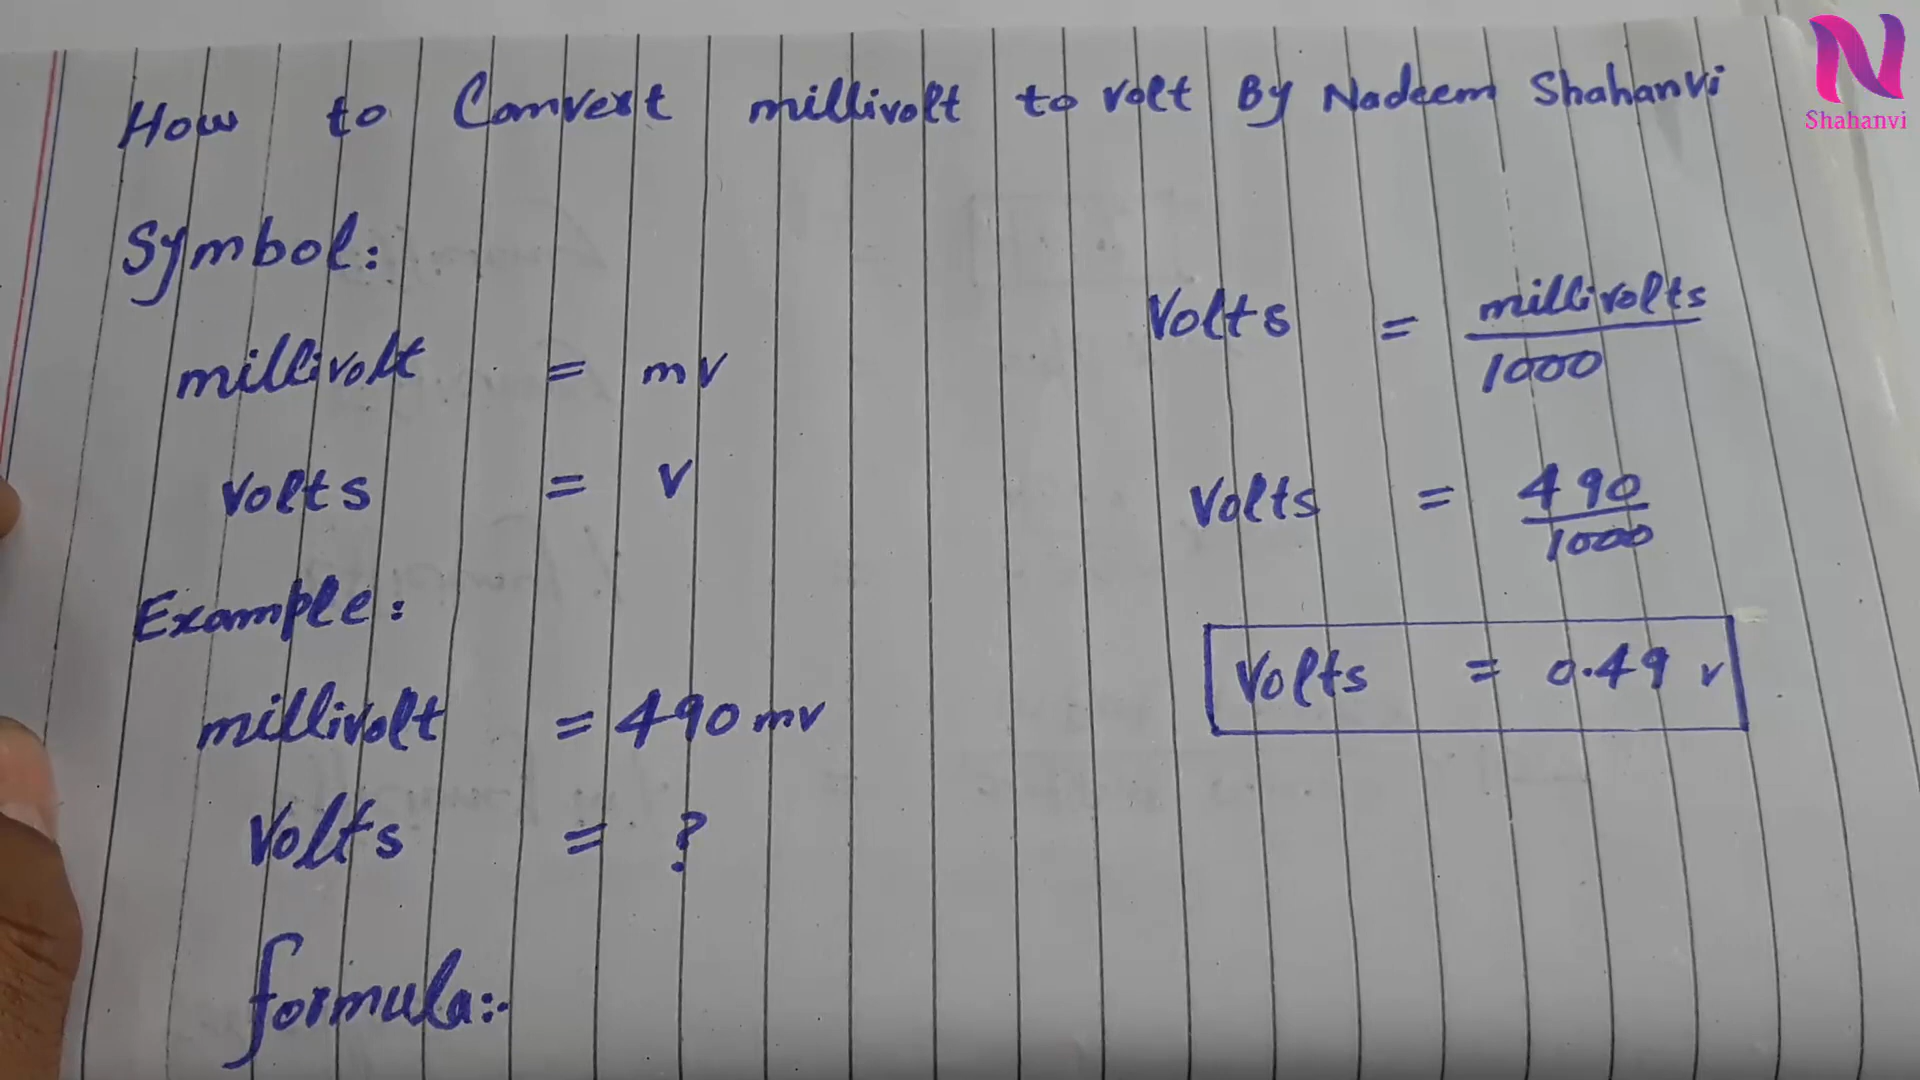 How to Convert millivolt to volt By Nadeem Shahanvi
Shahanvi
Symbol:
millivolt = mv
volts = v
Example:
millivolt = 490 mv
Volts = ?
formula:-
Volts = millivolts
1000
Volts = 490
1000
Volts = 0.49 v